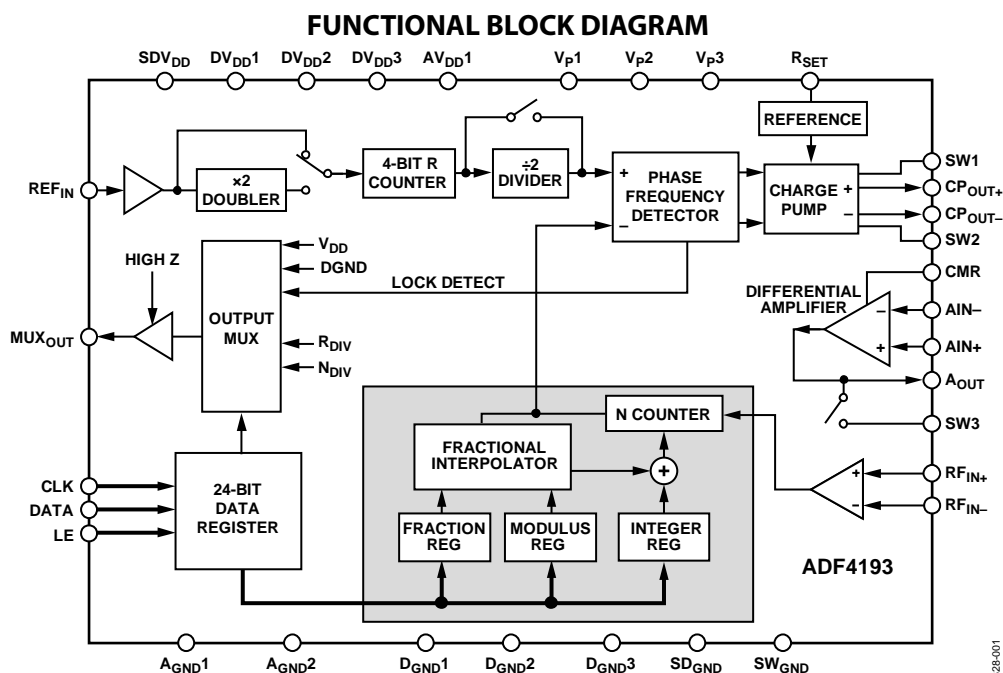 FUNCTIONAL BLOCK DIAGRAM
SDVDD DVDD1 DVDD2 DVDD3 AVDD1 VP1 VP2 VP3 RSET
REFIN
×2
DOUBLER
4-BIT R
COUNTER
÷2
DIVIDER
+ PHASE
FREQUENCY
DETECTOR
−
REFERENCE
CHARGE
PUMP
+
−
SW1
CPOUT+
CPOUT−
SW2
HIGH Z
MUXOUT
OUTPUT
MUX
VDD
DGND
LOCK DETECT
RDIV
NDIV
DIFFERENTIAL
AMPLIFIER
−
+
CMR
AIN−
AIN+
AOUT
SW3
CLK
DATA
LE
24-BIT
DATA
REGISTER
N COUNTER
FRACTIONAL
INTERPOLATOR
+
FRACTION
REG
MODULUS
REG
INTEGER
REG
+
−
RFIN+
RFIN−
ADF4193
AGND1 AGND2 DGND1 DGND2 DGND3 SDGND SWGND
28-001